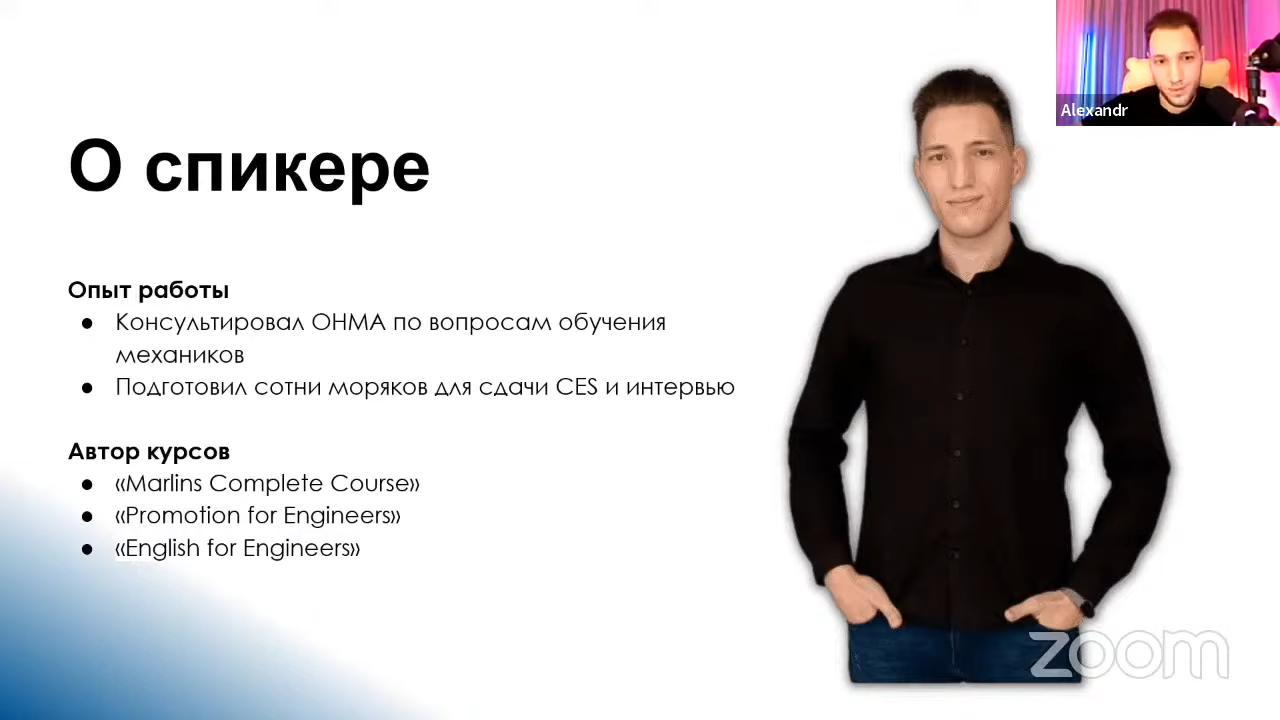 Alexandr
О спикере
Опыт работы
● Консультировал ОНМА по вопросам обучения
механиков
● Подготовил сотни моряков для сдачи CES и интервью
Автор курсов
● «Marlins Complete Course»
● «Promotion for Engineers»
● «English for Engineers»
zoom